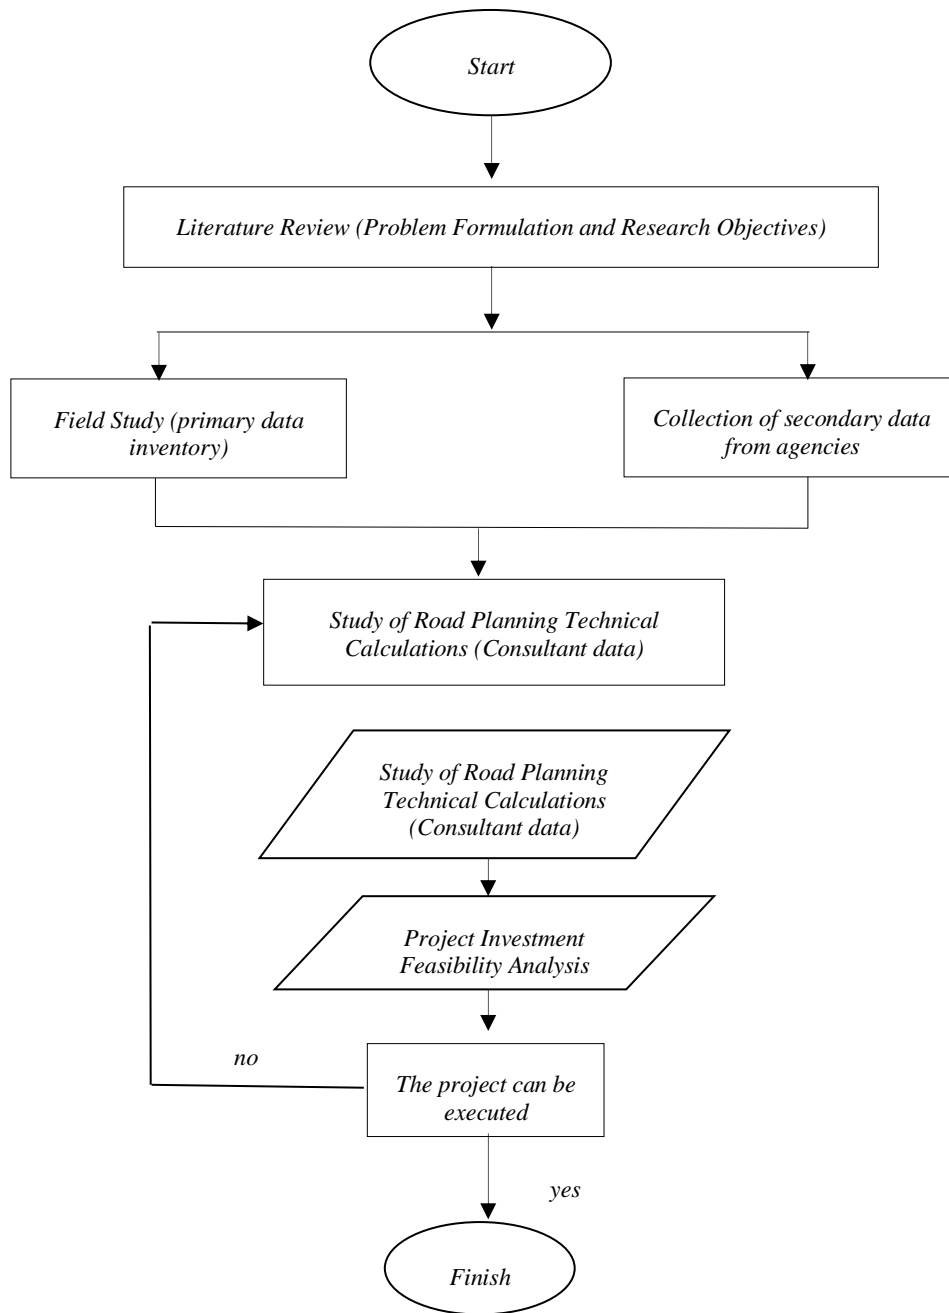 Start
Literature Review (Problem Formulation and Research Objectives)
Field Study (primary data
inventory)
Collection of secondary data
from agencies
Study of Road Planning Technical
Calculations (Consultant data)
Study of Road Planning
Technical Calculations
(Consultant data)
Project Investment
Feasibility Analysis
no
The project can be
executed
yes
Finish